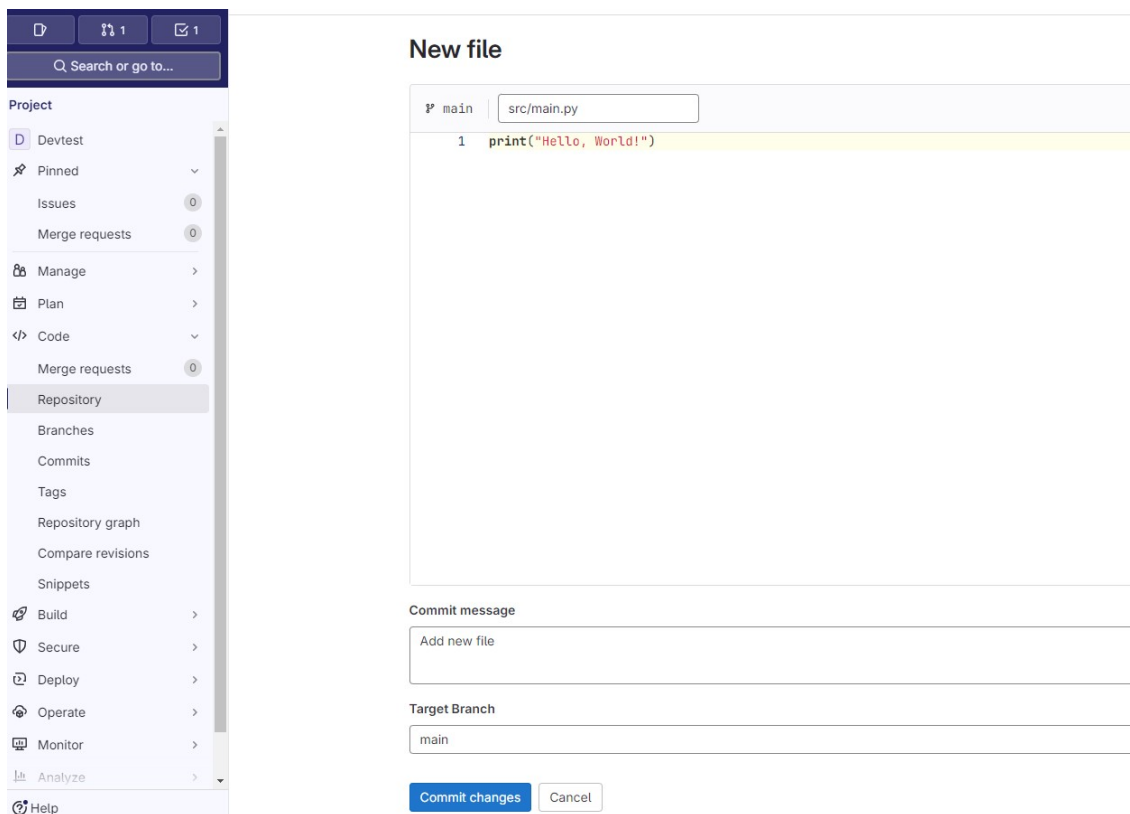 1
1
Search or go to...
Project
D Devtest
Pinned
Issues 0
Merge requests 0
Manage
Plan
Code
Merge requests 0
Repository
Branches
Commits
Tags
Repository graph
Compare revisions
Snippets
Build
Secure
Deploy
Operate
Monitor
Analyze
Help
New file
main src/main.py
1 print("Hello, World!")
Commit message
Add new file
Target Branch
main
Commit changes Cancel